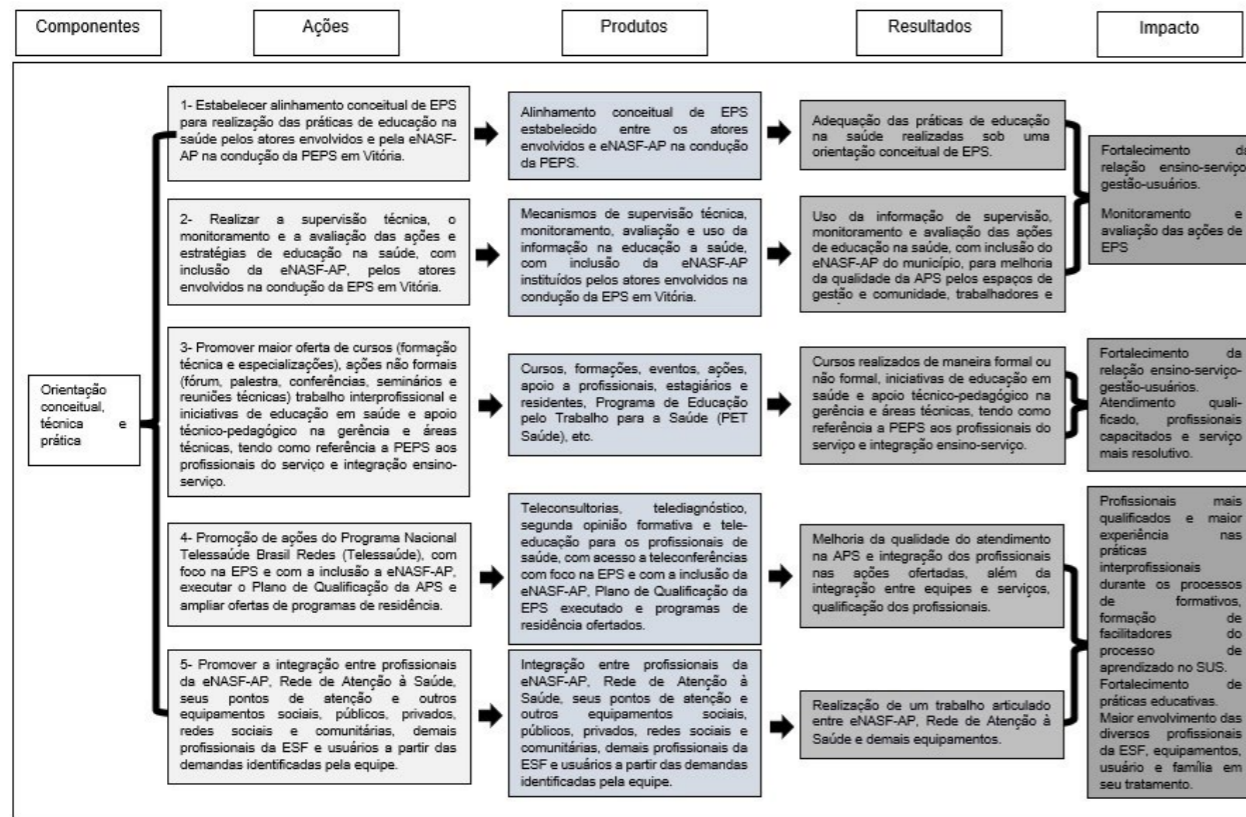 Componentes
Ações
Produtos
Resultados
Impacto
Orientação
conceitual,
técnica e
prática
1- Estabelecer alinhamento conceitual de EPS
para realização das práticas de educação na
saúde pelos atores envolvidos e pela eNASF-
AP na condução da PEPS em Vitória.
Alinhamento conceitual de EPS
estabelecido entre os atores
envolvidos e eNASF-AP na condução
da PEPS.
Adequação das práticas de educação
na saúde realizadas sob uma
orientação conceitual de EPS.
Fortalecimento da
relação ensino-serviço
gestão-usuários.
Monitoramento e
avaliação das ações de
EPS
2- Realizar a supervisão técnica, o
monitoramento e a avaliação das ações e
estratégias de educação na saúde, com
inclusão da eNASF-AP, pelos atores
envolvidos na condução da EPS em Vitória.
Mecanismos de supervisão técnica,
monitoramento, avaliação e uso da
informação na educação a saúde,
com inclusão da eNASF-AP
instituídos pelos atores envolvidos na
condução da EPS em Vitória.
Uso da informação de supervisão,
monitoramento e avaliação das ações
de educação na saúde, com inclusão do
eNASF-AP do município, para melhoria
da qualidade da APS pelos espaços de
gestão e comunidade, trabalhadores e
3- Promover maior oferta de cursos (formação
técnica e especializações), ações não formais
(fórum, palestra, conferências, seminários e
reuniões técnicas) trabalho interprofissional e
iniciativas de educação em saúde e apoio
técnico-pedagógico na gerência e áreas
técnicas, tendo como referência a PEPS aos
profissionais do serviço e integração ensino-
serviço.
Cursos, formações, eventos, ações,
apoio a profissionais, estagiários e
residentes, Programa de Educação
pelo Trabalho para a Saúde (PET
Saúde), etc.
Cursos realizados de maneira formal ou
não formal, iniciativas de educação em
saúde e apoio técnico-pedagógico na
gerência e áreas técnicas, tendo como
referência a PEPS aos profissionais do
serviço e integração ensino-serviço.
Fortalecimento da
relação ensino-serviço-
gestão-usuários.
Atendimento quali-
ficado, profissionais
capacitados e serviço
mais resolutivo.
4- Promoção de ações do Programa Nacional
Telessaúde Brasil Redes (Telessaúde), com
foco na EPS e com a inclusão a eNASF-AP,
executar o Plano de Qualificação da APS e
ampliar ofertas de programas de residência.
Teleconsultorias, telediagnóstico,
segunda opinião formativa e tele-
educação para os profissionais de
saúde, com acesso a teleconferências
com foco na EPS e com a inclusão da
eNASF-AP, Plano de Qualificação da
EPS executado e programas de
residência ofertados.
Melhoria da qualidade do atendimento
na APS e integração dos profissionais
nas ações ofertadas, além da
integração entre equipes e serviços,
qualificação dos profissionais.
Profissionais mais
qualificados e maior
experiência nas
práticas
interprofissionais
durante os processos
de formativos,
formação de
facilitadores do
processo de
aprendizado no SUS.
Fortalecimento de
práticas educativas.
Maior envolvimento das
diversos profissionais
da ESF, equipamentos,
usuário e família em
seu tratamento.
5- Promover a integração entre profissionais
da eNASF-AP, Rede de Atenção à Saúde,
seus pontos de atenção e outros
equipamentos sociais, públicos, privados,
redes sociais e comunitárias, demais
profissionais da ESF e usuários a partir das
demandas identificadas pela equipe.
Integração entre profissionais da
eNASF-AP, Rede de Atenção à
Saúde, seus pontos de atenção e
outros equipamentos sociais,
públicos, privados, redes sociais e
comunitárias, demais profissionais da
ESF e usuários a partir das demandas
identificadas pela equipe.
Realização de um trabalho articulado
entre eNASF-AP, Rede de Atenção à
Saúde e demais equipamentos.